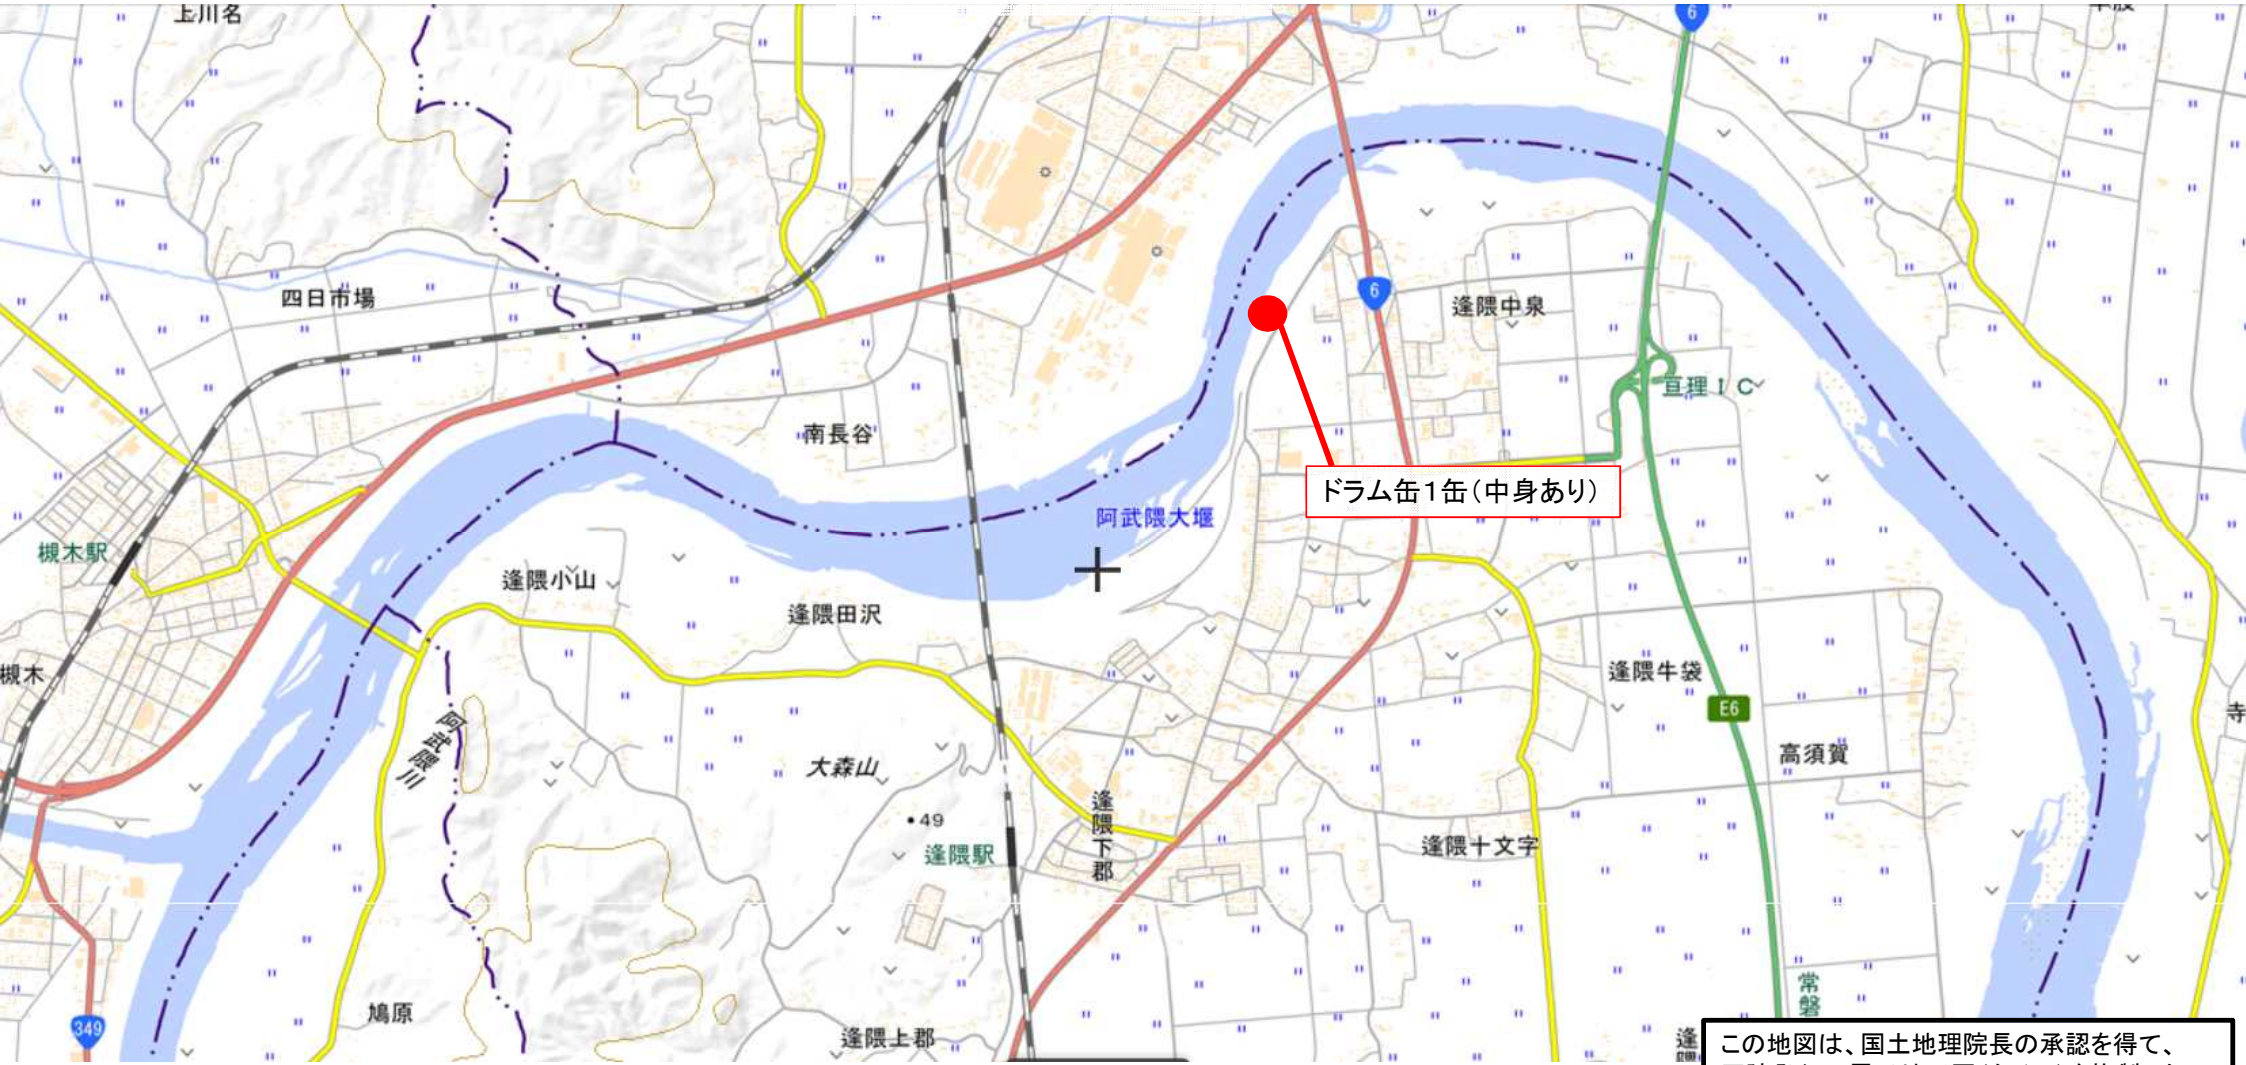 上川名
6
四日市場
6
逢隈中泉
亘理IC
南長谷
ドラム缶1缶(中身あり)
阿武隈大堰
槻木駅
逢隈小山
逢隈田沢
槻木
逢隈牛袋
E6
寺
阿武隈川
高須賀
大森山
49
逢隈下郡
逢隈十文字
逢隈駅
常磐
349
鳩原
逢隈上郡
逢隈
この地図は、国土地理院長の承認を得て、